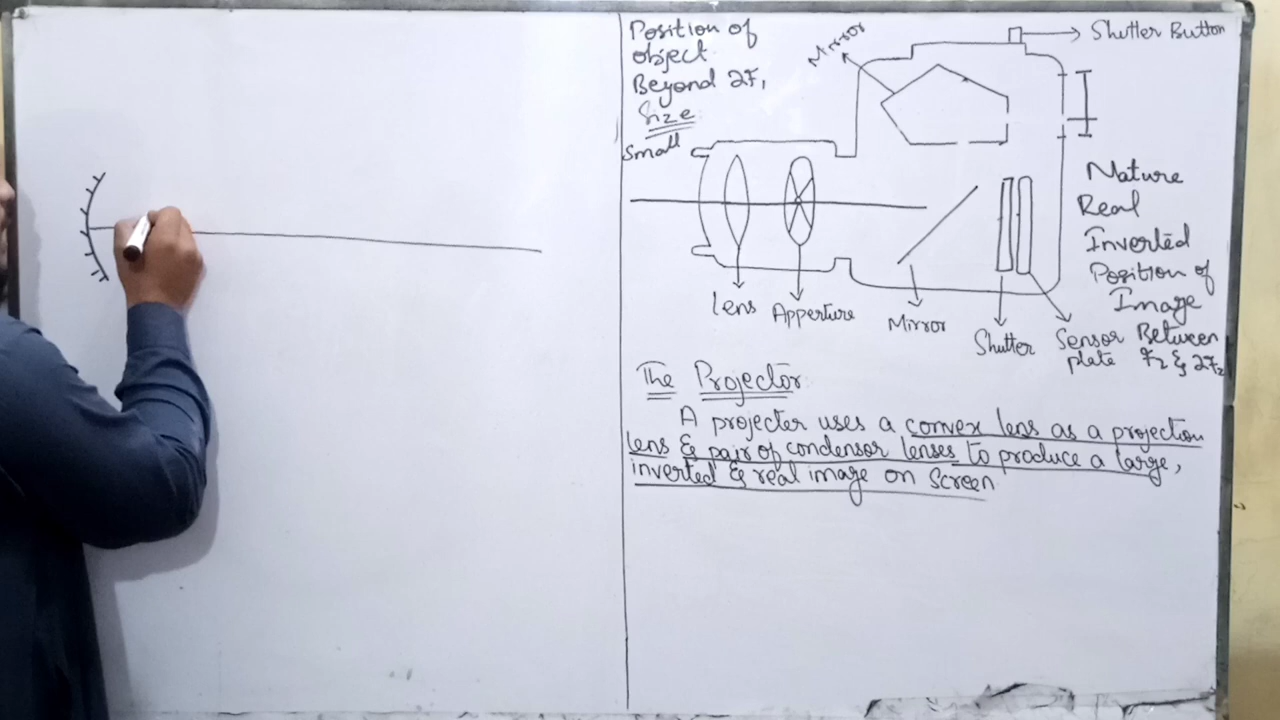 Position of
object
Beyond 2F1
Size
Small
Mirror
Shutter Button
Nature
Real
Inverted
Position of
Image
Between
F2 & 2F2
Lens
Apperture
Mirror
Shutter
Sensor
plate
The Projector
A projecter uses a convex lens as a projection
lens & pair of condensor lenses to produce a large,
inverted & real image on screen